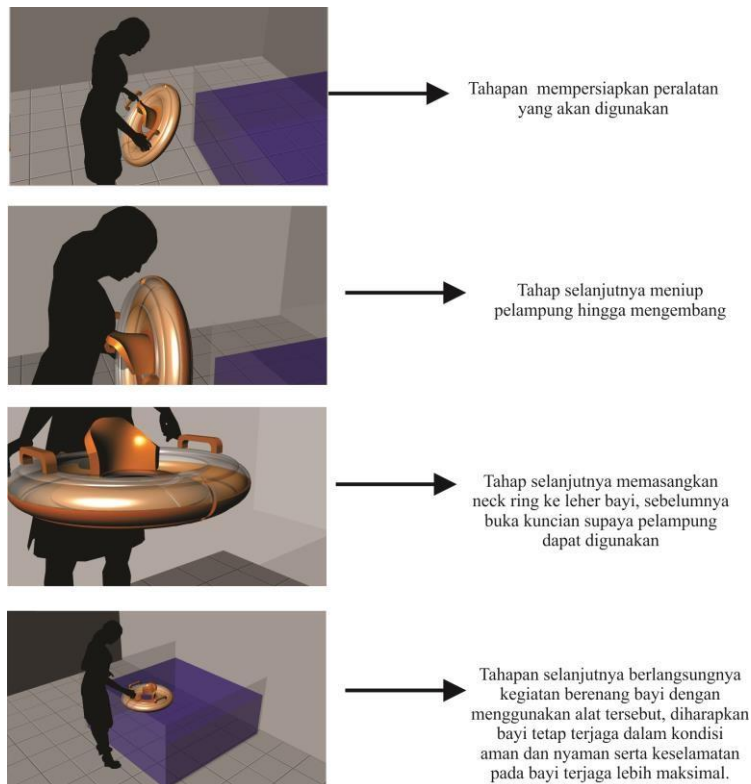 Tahapan mempersiapkan peralatan
yang akan digunakan
Tahap selanjutnya meniup
pelampung hingga mengembang
Tahap selanjutnya memasangkan
neck ring ke leher bayi, sebelumnya
buka kuncian supaya pelampung
dapat digunakan
Tahapan selanjutnya berlangsungnya
kegiatan berenang bayi dengan
menggunakan alat tersebut, diharapkan
bayi tetap terjaga dalam kondisi
aman dan nyaman serta keselamatan
pada bayi terjaga lebih maksimal.